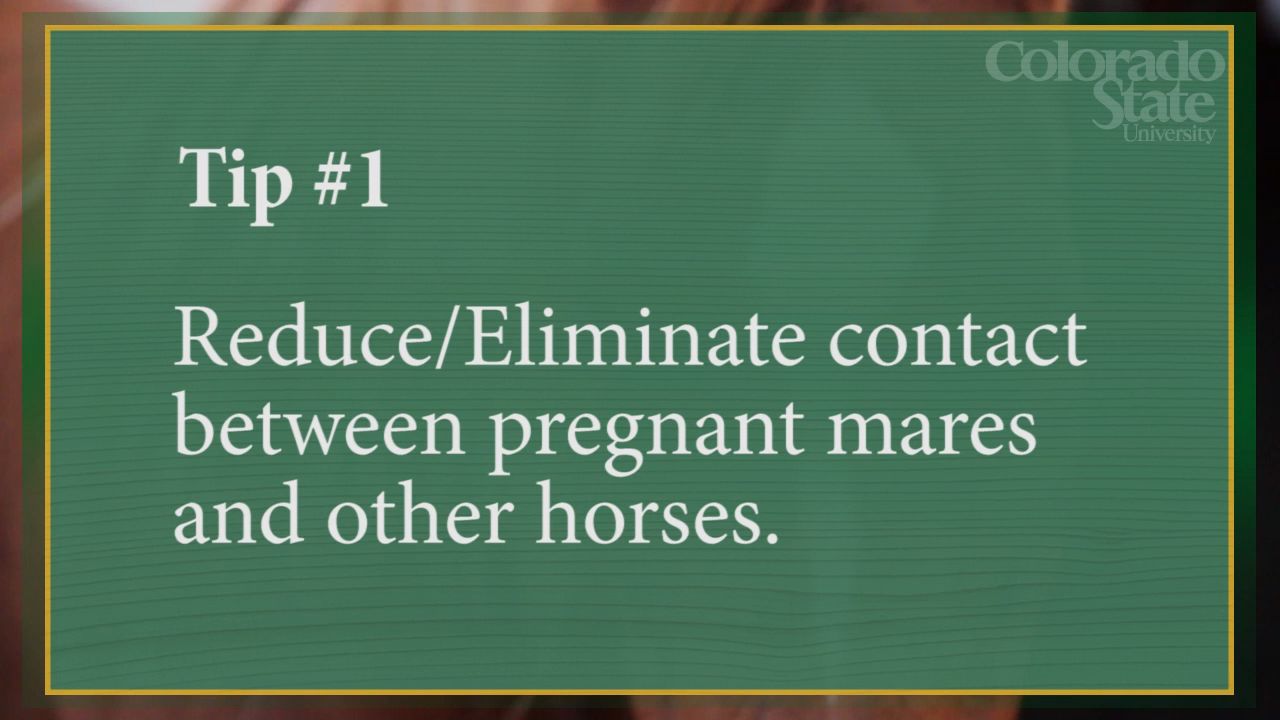 Colorado
State
University
Tip #1
Reduce/Eliminate contact
between pregnant mares
and other horses.